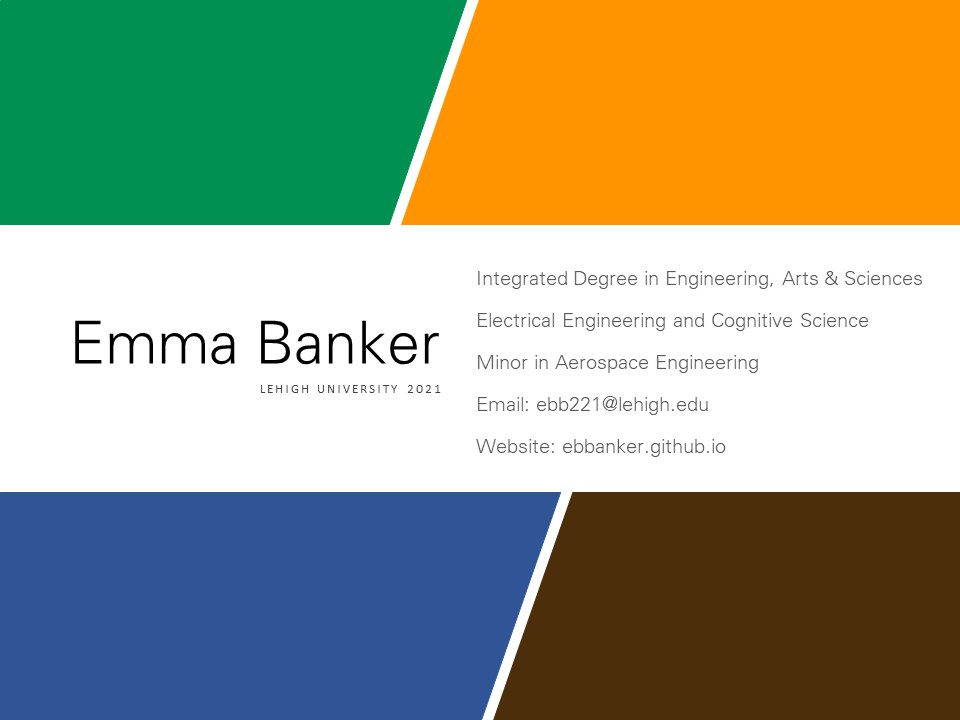 Emma Banker
LEHIGH UNIVERSITY 2021
Integrated Degree in Engineering, Arts & Sciences
Electrical Engineering and Cognitive Science
Minor in Aerospace Engineering
Email: ebb221@lehigh.edu
Website: ebbanker.github.io